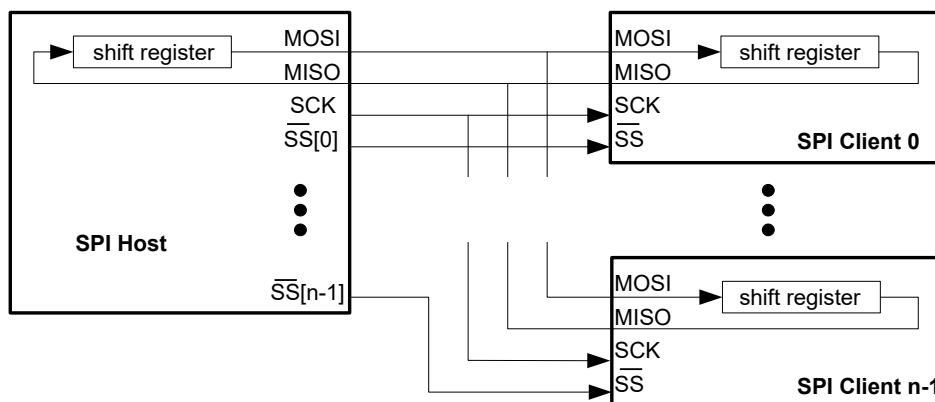 shift register
MOSI
MISO
SCK
SS[0]
SPI Host
SS[n-1]
MOSI
shift register
MISO
SCK
SS
SPI Client 0
MOSI
shift register
MISO
SCK
SS
SPI Client n-1